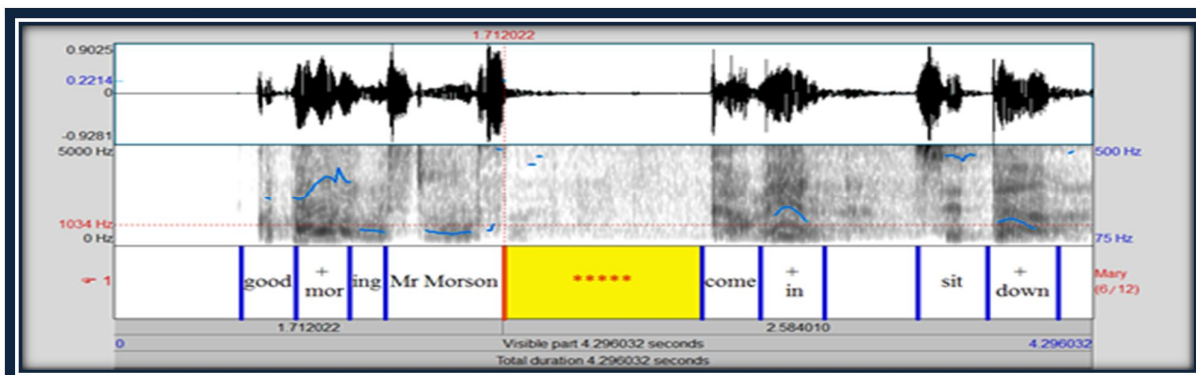 1.712022
0.9025
0.2214
0
-0.9281
5000 Hz
500 Hz
1034 Hz
0 Hz
75 Hz
1
good
+
mor
ing
Mr Morson
*****
come
+
in
sit
+
down
Mary
(6/12)
1.712022
2.584010
0
Visible part 4.296032 seconds
4.296032
Total duration 4.296032 seconds